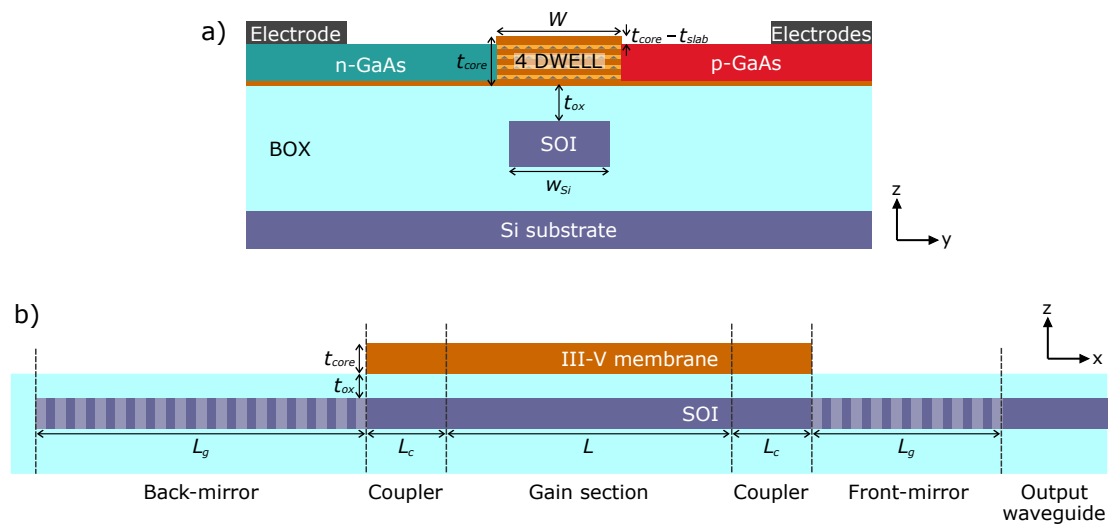 a)
Electrode
W
t_core – t_slab
Electrodes
n-GaAs
t_core
4 DWELL
p-GaAs
t_ox
BOX
SOI
w_Si
Si substrate
z
y
b)
z
x
t_core
III-V membrane
t_ox
SOI
L_g
L_c
L
L_c
L_g
Back-mirror
Coupler
Gain section
Coupler
Front-mirror
Output
waveguide